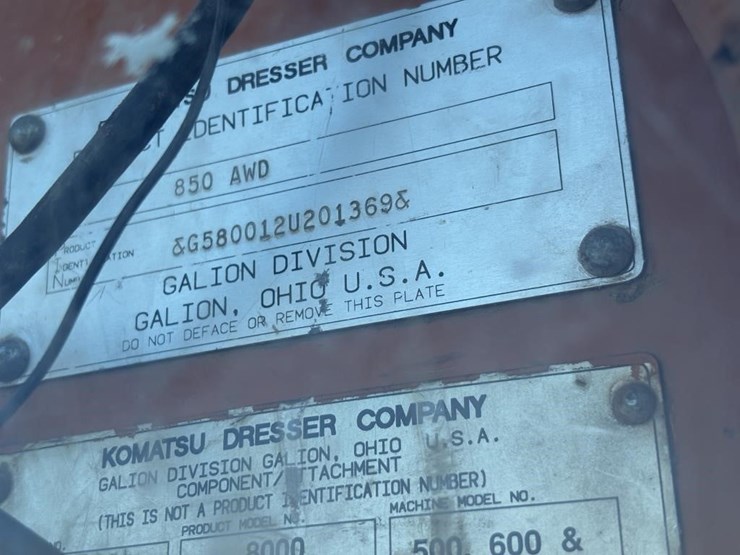 DRESSER COMPANY
IDENTIFICATION NUMBER
850 AWD
PRODUCT
&G580012U201369&
GALION DIVISION
GALION, OHIO U.S.A.
DO NOT DEFACE OR REMOVE THIS PLATE
KOMATSU DRESSER COMPANY
GALION DIVISION GALION, OHIO U.S.A.
COMPONENT/ATTACHMENT
(THIS IS NOT A PRODUCT IDENTIFICATION NUMBER)
PRODUCT MODEL NO.
MACHINE MODEL NO.
8000
500, 600 &